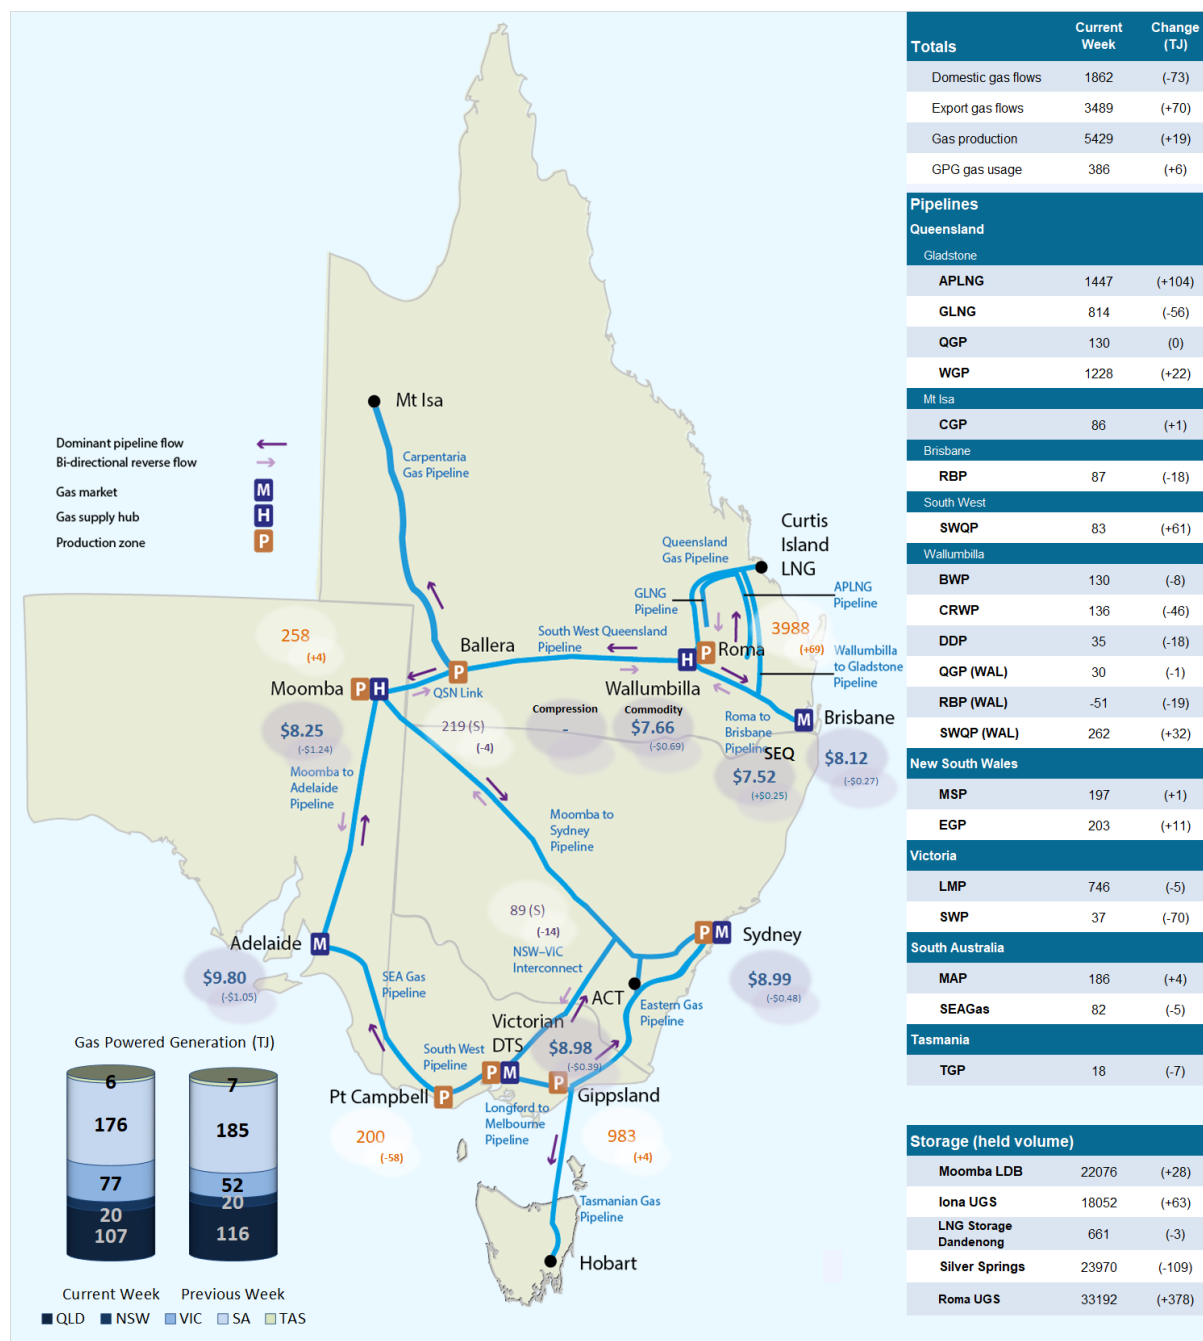 Mt Isa
Dominant pipeline flow
Bi-directional reverse flow
Gas market
M
Gas supply hub
H
Production zone
P
Carpentaria
Gas Pipeline
Curtis
Island
LNG
Queensland
Gas Pipeline
GLNG
Pipeline
APLNG
Pipeline
258
(+4)
3988
(+69)
South West Queensland
Pipeline
Ballera
P
H
P
Roma
Wallumbilla
to Gladstone
Pipeline
Moomba
P
H
QSN Link
Wallumbilla
$8.25
(-$1.24)
219 (S)
(-4)
Compression
-
Commodity
$7.66
(-$0.69)
Roma to
Brisbane
Pipeline
M
Brisbane
SEQ
$7.52
(+$0.25)
$8.12
(-$0.27)
Moomba to
Adelaide
Pipeline
Moomba to
Sydney
Pipeline
89 (S)
(-14)
NSW–VIC
Interconnect
P
M
Sydney
$8.99
(-$0.48)
Adelaide
M
$9.80
(-$1.05)
SEA Gas
Pipeline
ACT
Eastern Gas
Pipeline
Victorian
DTS
$8.98
(-$0.39)
South West
Pipeline
P
M
P
Gippsland
Pt Campbell
P
Longford to
Melbourne
Pipeline
200
(-58)
983
(+4)
Tasmanian Gas
Pipeline
Hobart
Gas Powered Generation (TJ)
6
7
176
185
77
52
20
20
107
116
Current Week
Previous Week
QLD NSW VIC SA TAS
Totals Current Week Change (TJ)
Domestic gas flows 1862 (-73)
Export gas flows 3489 (+70)
Gas production 5429 (+19)
GPG gas usage 386 (+6)
Pipelines
Queensland
Gladstone
APLNG 1447 (+104)
GLNG 814 (-56)
QGP 130 (0)
WGP 1228 (+22)
Mt Isa
CGP 86 (+1)
Brisbane
RBP 87 (-18)
South West
SWQP 83 (+61)
Wallumbilla
BWP 130 (-8)
CRWP 136 (-46)
DDP 35 (-18)
QGP (WAL) 30 (-1)
RBP (WAL) -51 (-19)
SWQP (WAL) 262 (+32)
New South Wales
MSP 197 (+1)
EGP 203 (+11)
Victoria
LMP 746 (-5)
SWP 37 (-70)
South Australia
MAP 186 (+4)
SEAGas 82 (-5)
Tasmania
TGP 18 (-7)
Storage (held volume)
Moomba LDB 22076 (+28)
Iona UGS 18052 (+63)
LNG Storage
Dandenong 661 (-3)
Silver Springs 23970 (-109)
Roma UGS 33192 (+378)